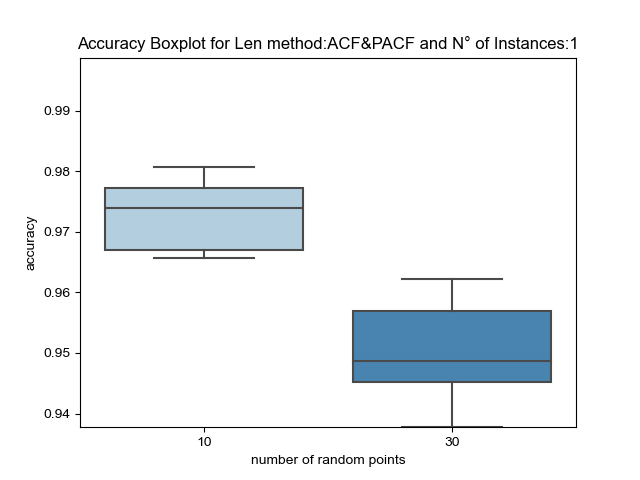 Accuracy Boxplot for Len method:ACF&PACF and N° of Instances:1
0.99
0.98
0.97
0.96
0.95
0.94
accuracy
10 30
number of random points